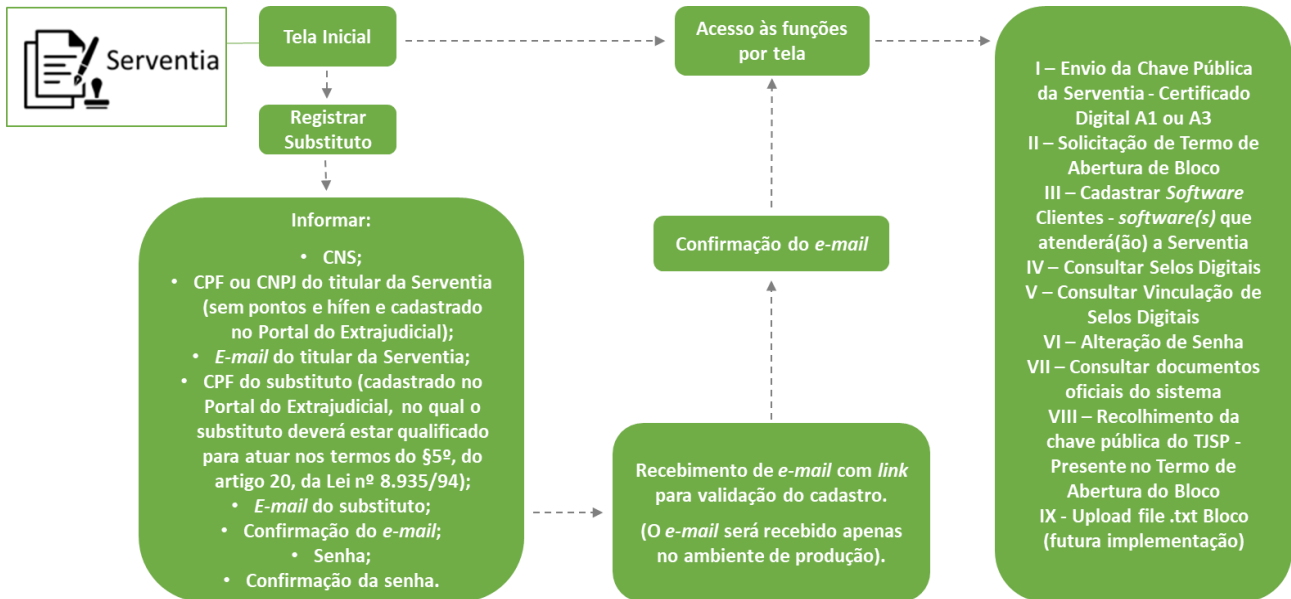 Serventia
Tela Inicial
Registrar
Substituto
Informar:
• CNS;
• CPF ou CNPJ do titular da Serventia
(sem pontos e hífen e cadastrado
no Portal do Extrajudicial);
• E-mail do titular da Serventia;
• CPF do substituto (cadastrado no
Portal do Extrajudicial, no qual o
substituto deverá estar qualificado
para atuar nos termos do §5º, do
artigo 20, da Lei nº 8.935/94);
• E-mail do substituto;
• Confirmação do e-mail;
• Senha;
• Confirmação da senha.
Recebimento de e-mail com link
para validação do cadastro.
(O e-mail será recebido apenas
no ambiente de produção).
Confirmação do e-mail
Acesso às funções
por tela
I – Envio da Chave Pública
da Serventia - Certificado
Digital A1 ou A3
II – Solicitação de Termo de
Abertura de Bloco
III – Cadastrar Software
Clientes - software(s) que
atenderá(ão) a Serventia
IV – Consultar Selos Digitais
V – Consultar Vinculação de
Selos Digitais
VI – Alteração de Senha
VII – Consultar documentos
oficiais do sistema
VIII – Recolhimento da
chave pública do TJSP -
Presente no Termo de
Abertura do Bloco
IX - Upload file .txt Bloco
(futura implementação)